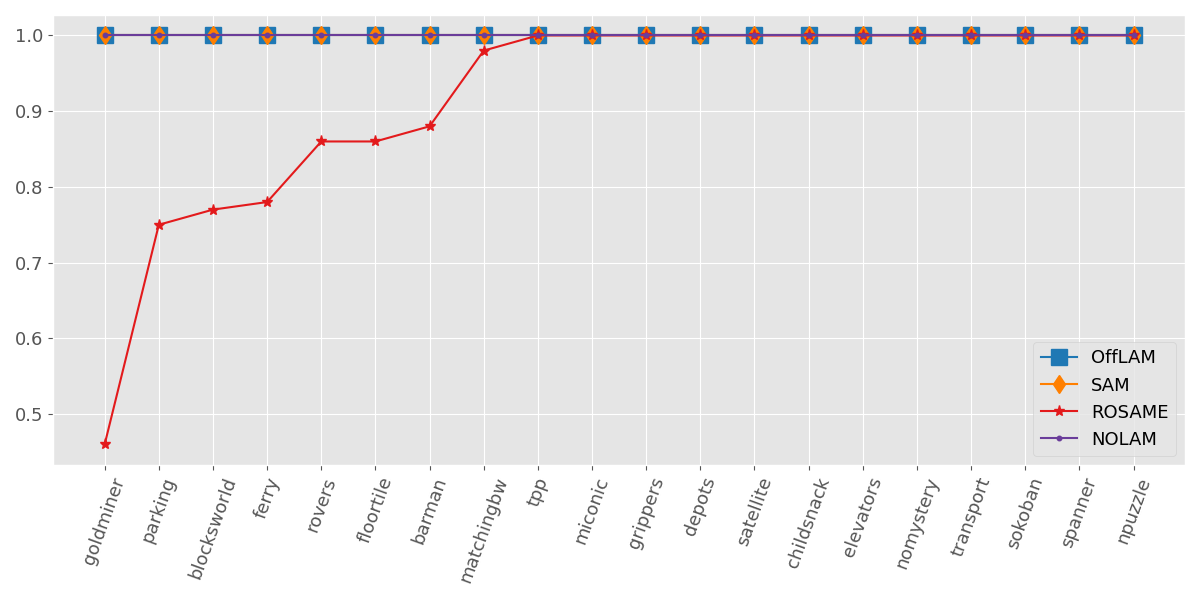 1.0
0.9
0.8
0.7
0.6
0.5
OffLAM
SAM
ROSAME
NOLAM
goldminer
parking
blocksworld
ferry
rovers
floortile
barman
matchingbw
tpp
miconic
grippers
depots
satellite
childsnack
elevators
nomystery
transport
sokoban
spanner
npuzzle